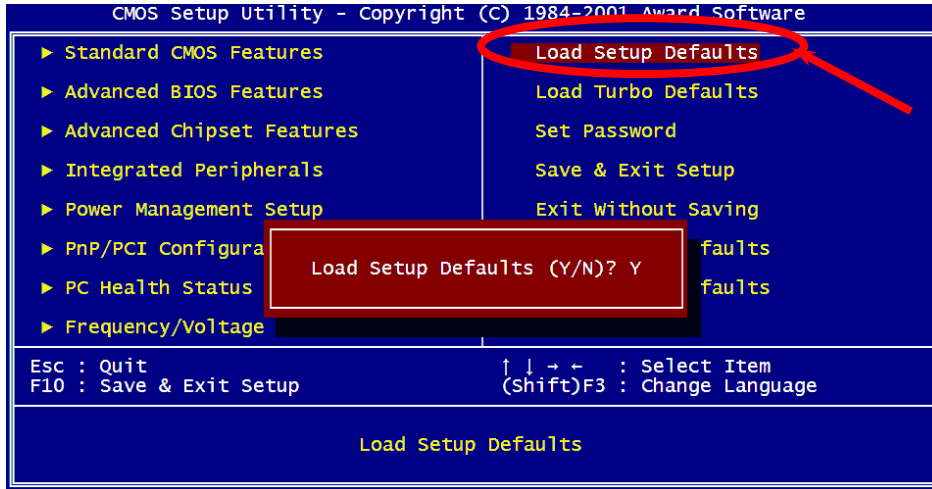 CMOS Setup Utility - Copyright (C) 1984-2001 Award Software
► Standard CMOS Features
► Advanced BIOS Features
► Advanced Chipset Features
► Integrated Peripherals
► Power Management Setup
► PnP/PCI Configura
► PC Health Status
► Frequency/Voltage
Load Setup Defaults
Load Turbo Defaults
Set Password
Save & Exit Setup
Exit Without Saving
faults
faults
Load Setup Defaults (Y/N)? Y
Esc : Quit
F10 : Save & Exit Setup
↑ ↓ → ← : Select Item
(Shift)F3 : Change Language
Load Setup Defaults